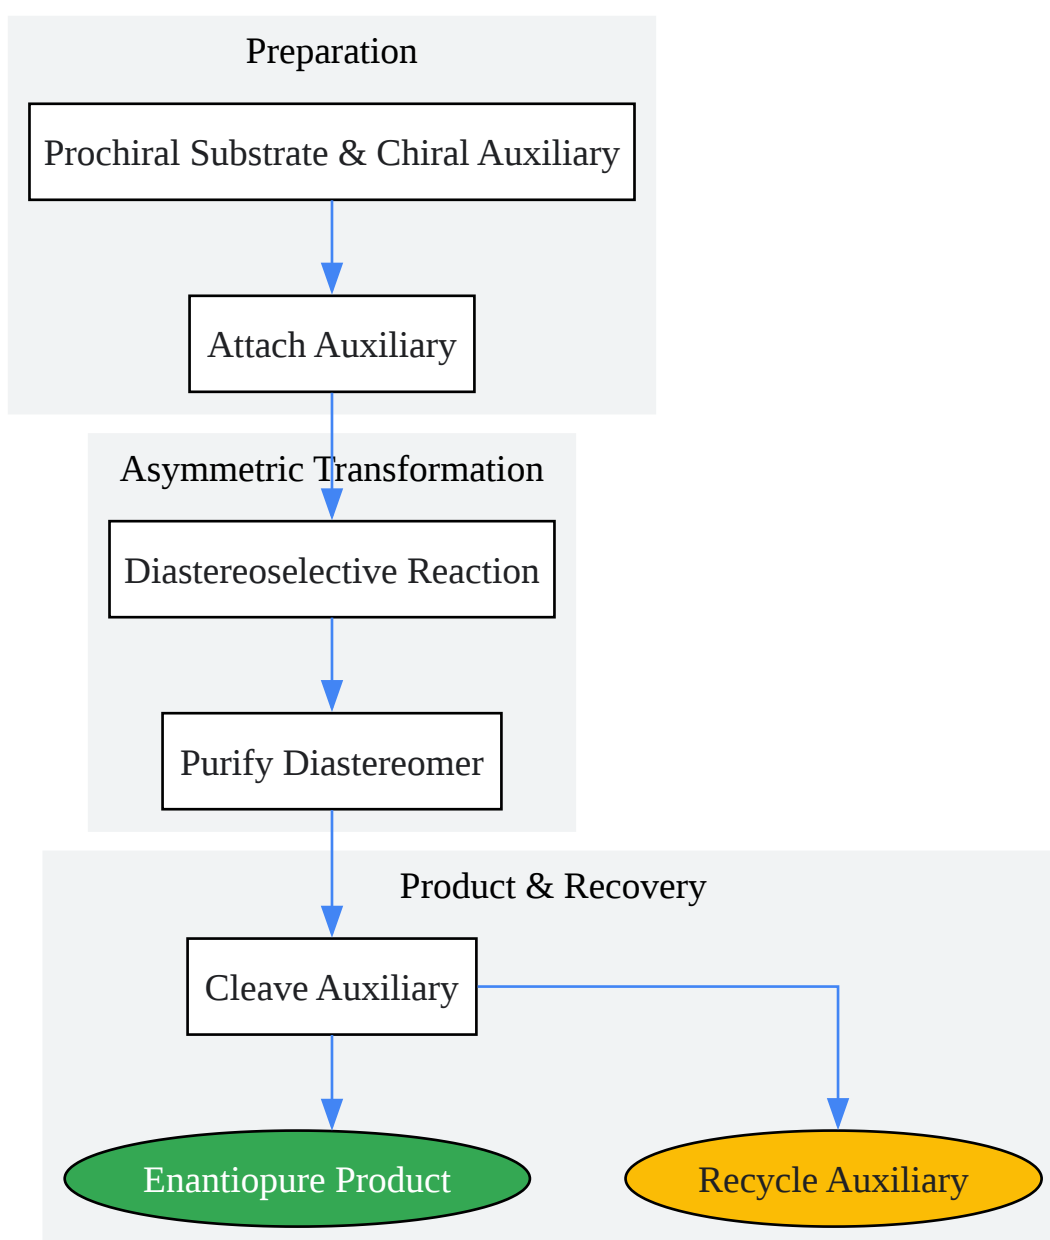 Preparation
Prochiral Substrate & Chiral Auxiliary
Attach Auxiliary
Asymmetric Transformation
Diastereoselective Reaction
Purify Diastereomer
Product & Recovery
Cleave Auxiliary
Enantiopure Product
Recycle Auxiliary